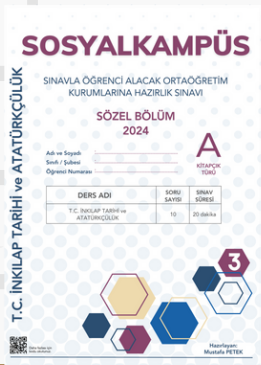 SOSYALKAMPÜS
SINAVLA ÖĞRENCİ ALACAK ORTAÖĞRETİM
KURUMLARINA HAZIRLIK SINAVI
SÖZEL BÖLÜM
2024
Adı ve Soyadı
Sınıfı / Şubesi
Öğrenci Numarası
A
KİTAPÇIK
TÜRÜ
DERS ADI SORU SAYISI SINAV SÜRESİ
T.C. İNKILAP TARİHİ ve ATATÜRKÇÜLÜK 10 20 dakika
T.C. İNKILAP TARİHİ ve ATATÜRKÇÜLÜK
3
Hazırlayan:
Mustafa PETEK